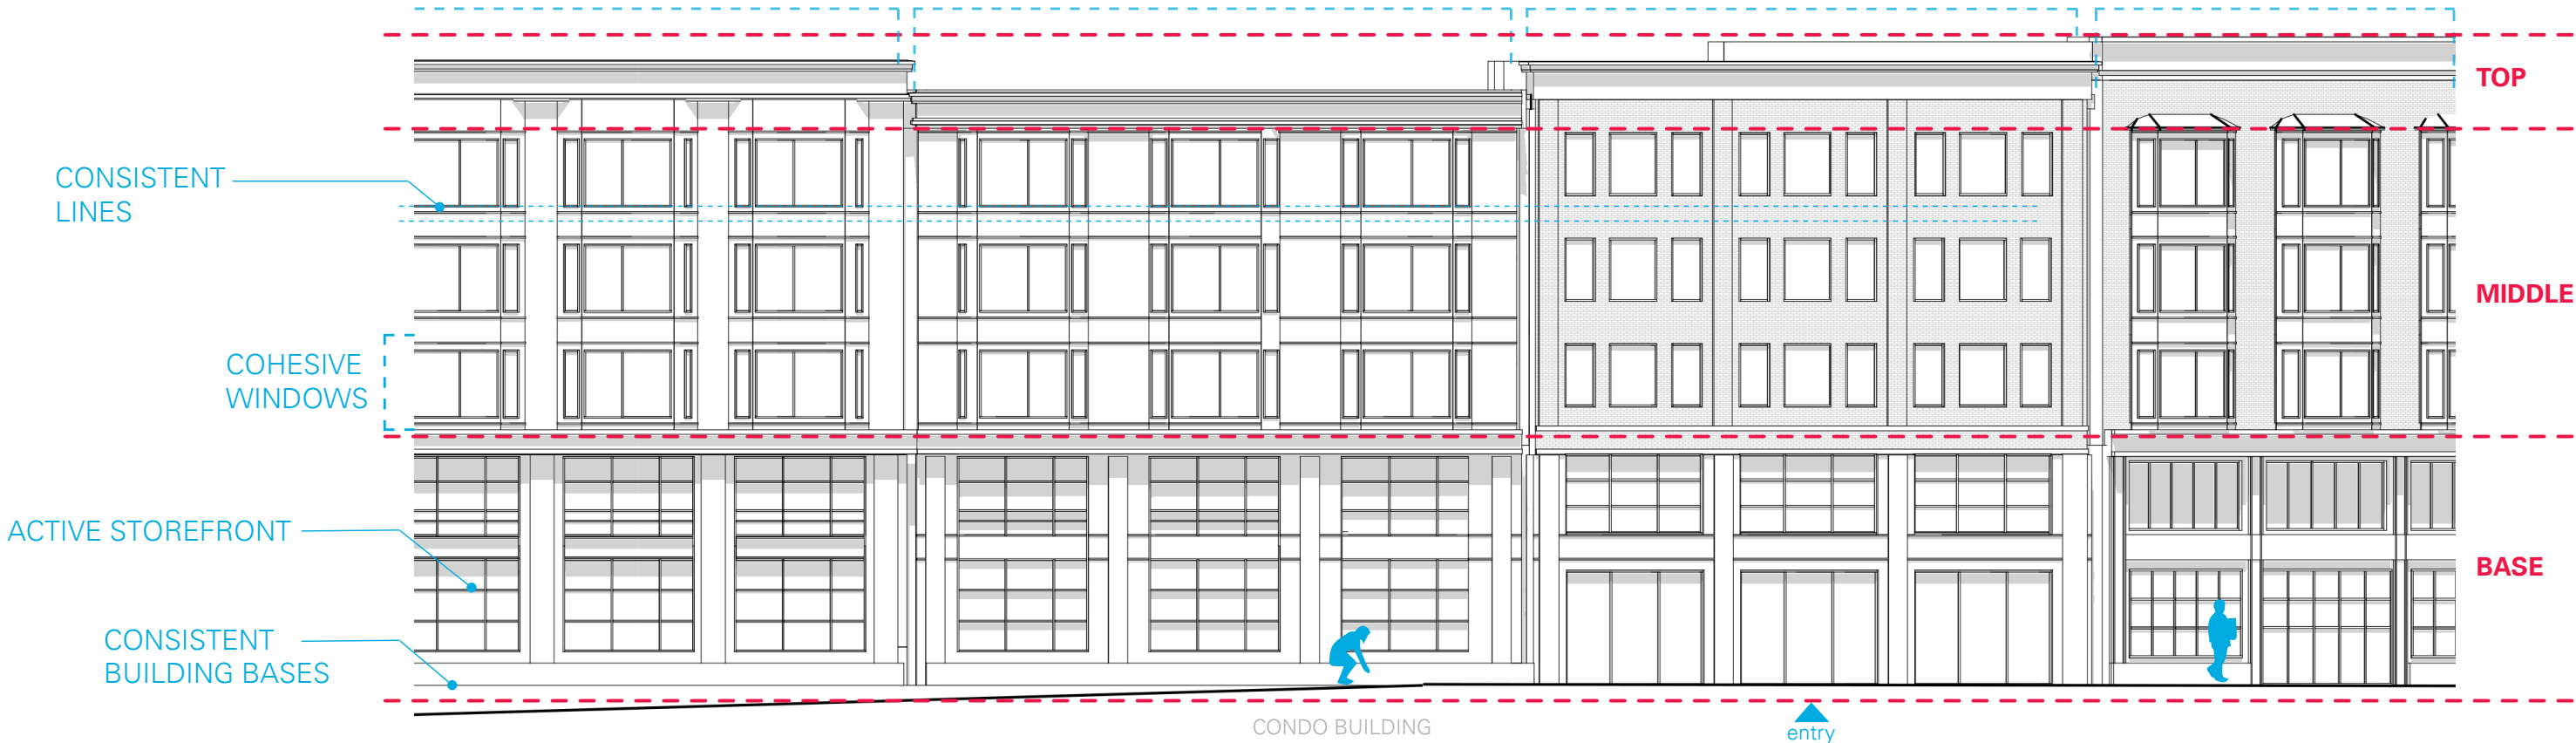 TOP
CONSISTENT
LINES
MIDDLE
COHESIVE
WINDOWS
ACTIVE STOREFRONT
BASE
CONSISTENT
BUILDING BASES
CONDO BUILDING
entry